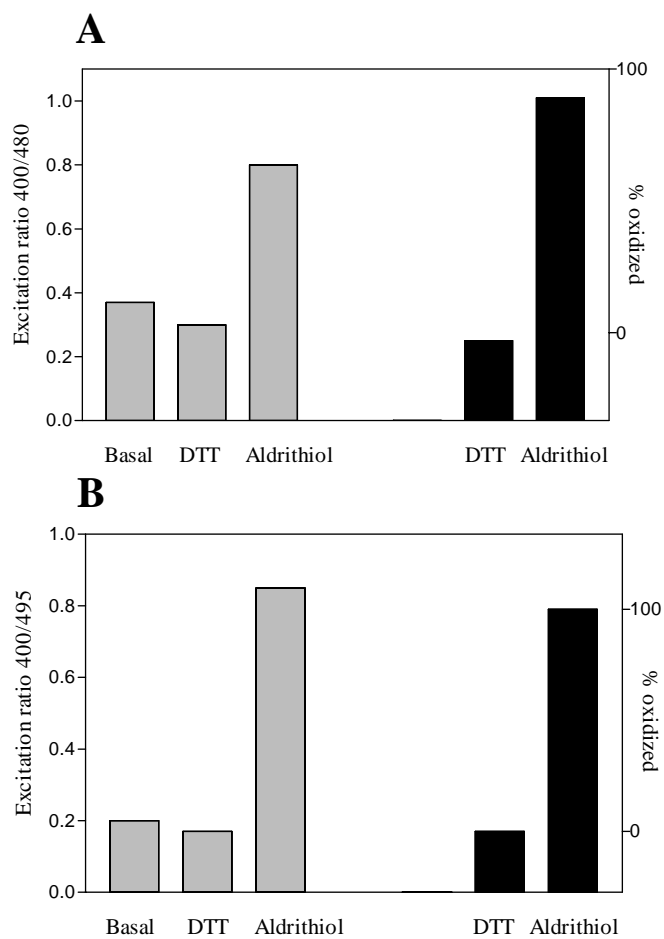 A
100
1.0
0.8
0.6
0.4
0.2
0.0
0
Excitation ratio 400/480
% oxidized
Basal DTT Aldrithiol DTT Aldrithiol
B
1.0
0.8
0.6
0.4
0.2
0.0
100
0
Excitation ratio 400/495
% oxidized
Basal DTT Aldrithiol DTT Aldrithiol